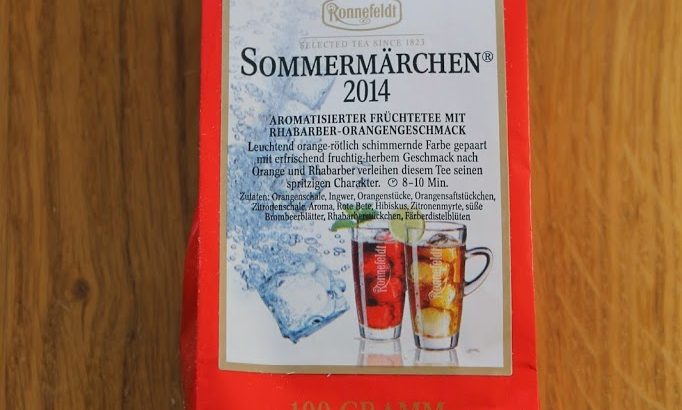 Ronnefeldt
SELECTED TEA SINCE 1823
SOMMERMÄRCHEN®
2014
AROMATISIERTER FRÜCHTETEE MIT
RHABARBER-ORANGENGESCHMACK
Leuchtend orange-rötlich schimmernde Farbe gepaart
mit erfrischend fruchtig-herbem Geschmack nach
Orange und Rhabarber verleihen diesem Tee seinen
spritzigen Charakter. 8–10 Min.
Zutaten: Orangenschale, Ingwer, Orangenstücke, Orangensaftstückchen,
Zitronenschale, Aroma, Rote Bete, Hibiskus, Zitronenmyrte, süße
Brombeerblätter, Rhabarberstückchen, Färberdistelblüten
Ronnefeldt
Ronnefeldt
100 GRAMM